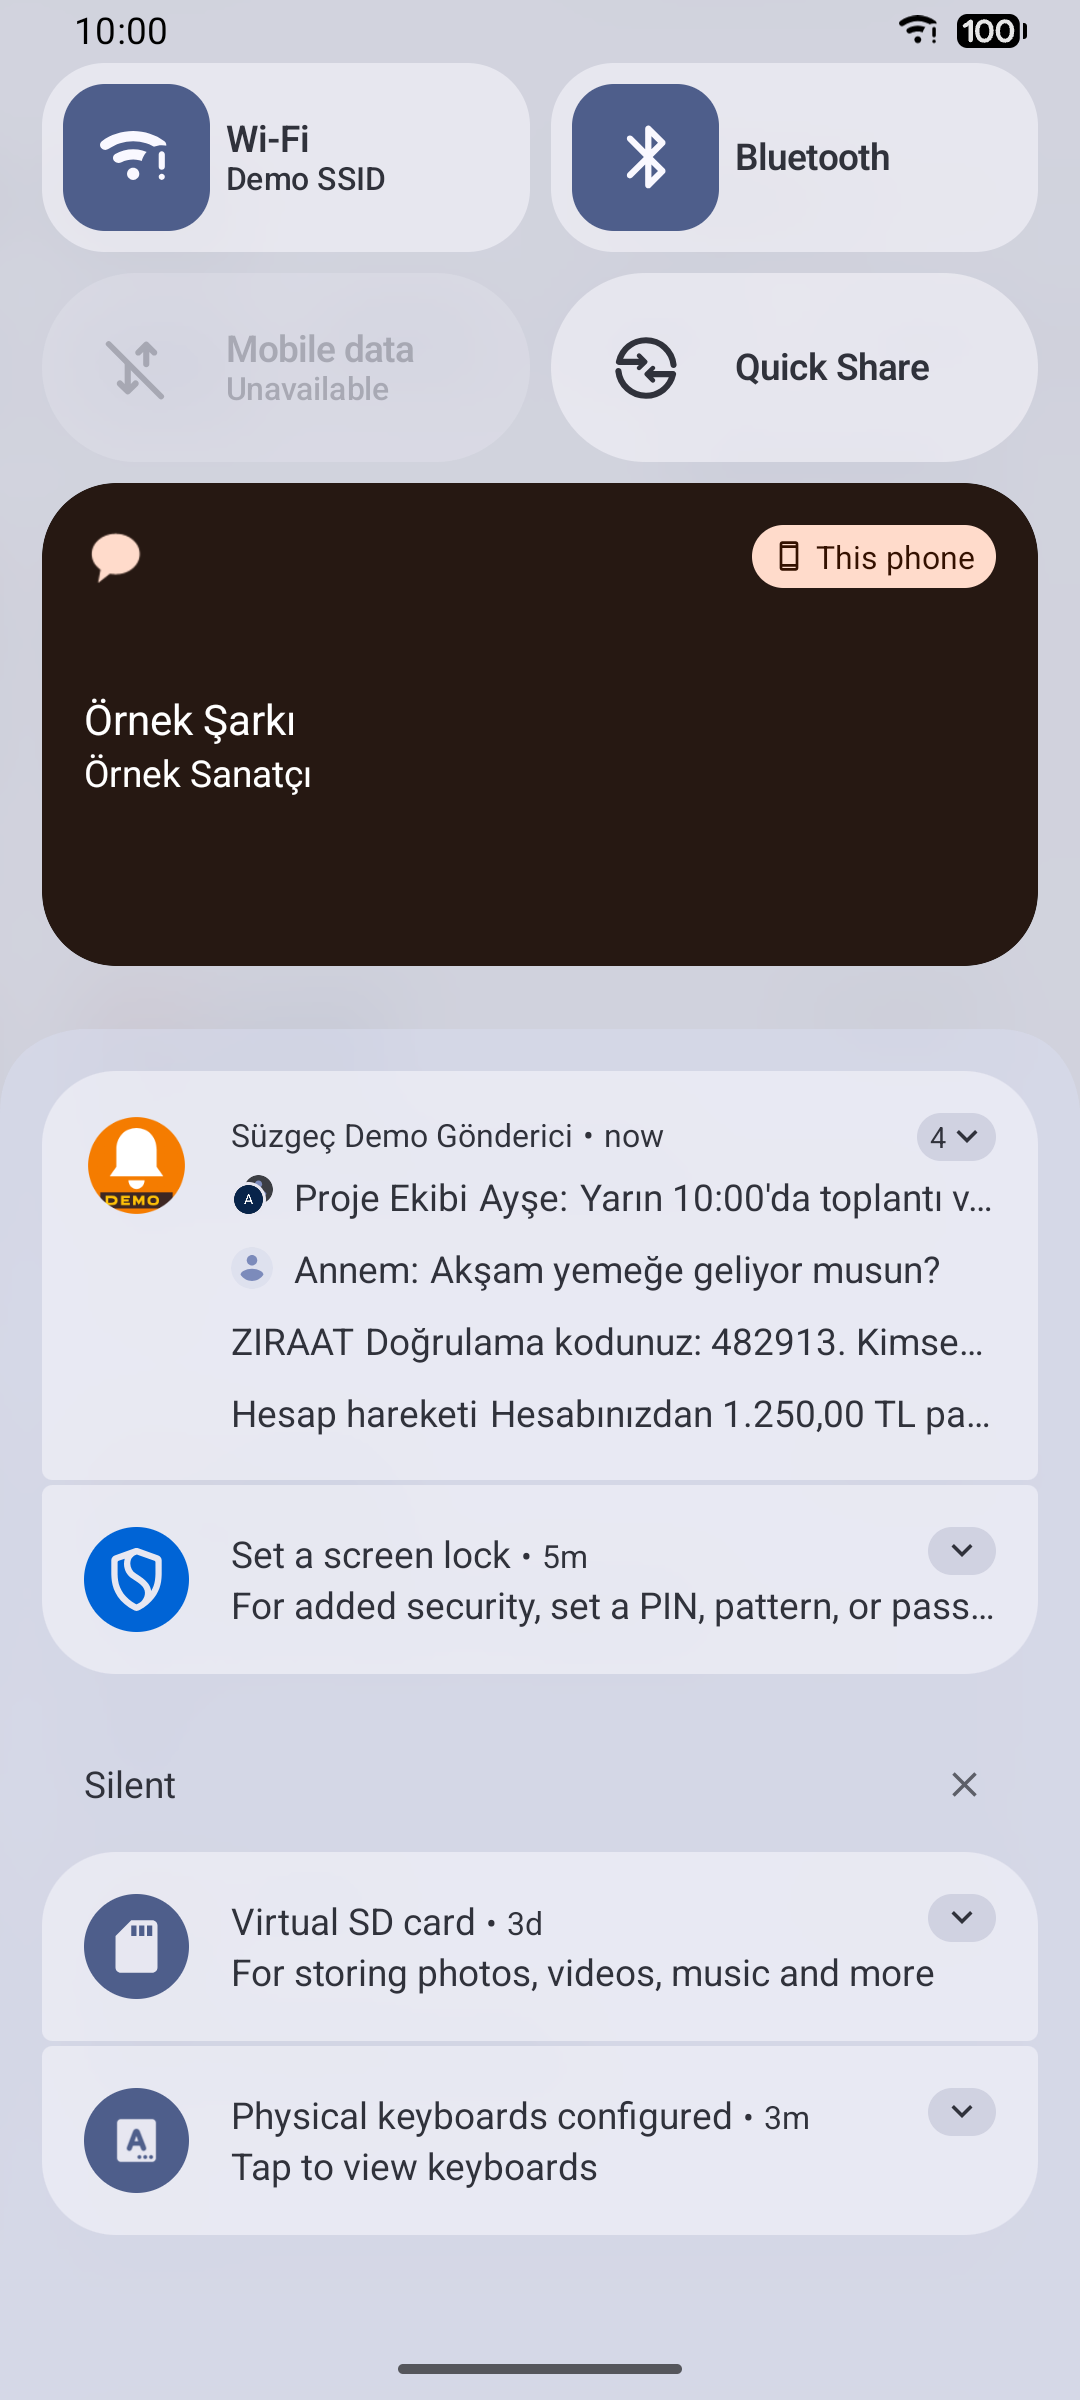 10:00
100
Wi-Fi
Demo SSID
Bluetooth
Mobile data
Unavailable
Quick Share
This phone
Örnek Şarkı
Örnek Sanatçı
Süzgeç Demo Gönderici • now
4
DEMO
A
Proje Ekibi Ayşe: Yarın 10:00'da toplantı v...
Annem: Akşam yemeğe geliyor musun?
ZIRAAT Doğrulama kodunuz: 482913. Kimse...
Hesap hareketi Hesabınızdan 1.250,00 TL pa...
Set a screen lock • 5m
For added security, set a PIN, pattern, or pass...
Silent
Virtual SD card • 3d
For storing photos, videos, music and more
A
Physical keyboards configured • 3m
Tap to view keyboards